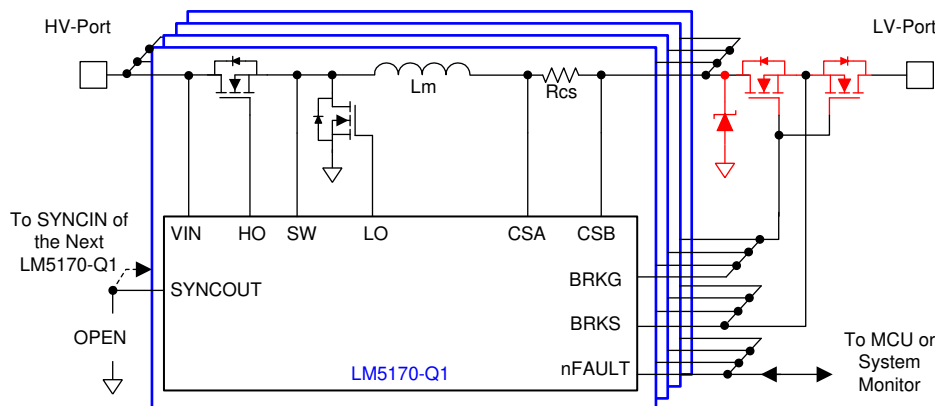 HV-Port
LV-Port
Lm
Rcs
To SYNCIN of
the Next
LM5170-Q1
VIN
HO
SW
LO
CSA
CSB
SYNCOUT
BRKG
OPEN
BRKS
nFAULT
LM5170-Q1
To MCU or
System
Monitor